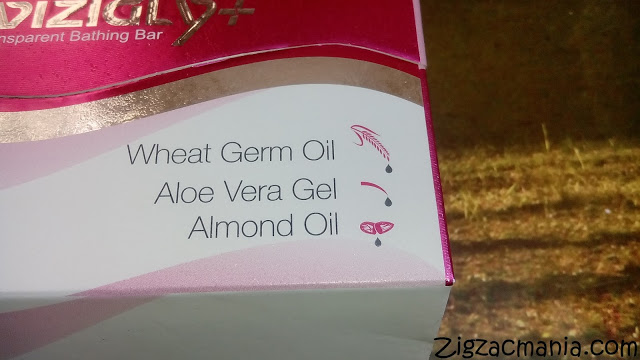 nsparent Bathing Bar
Wheat Germ Oil
Aloe Vera Gel
Almond Oil
Zigzacmania.com